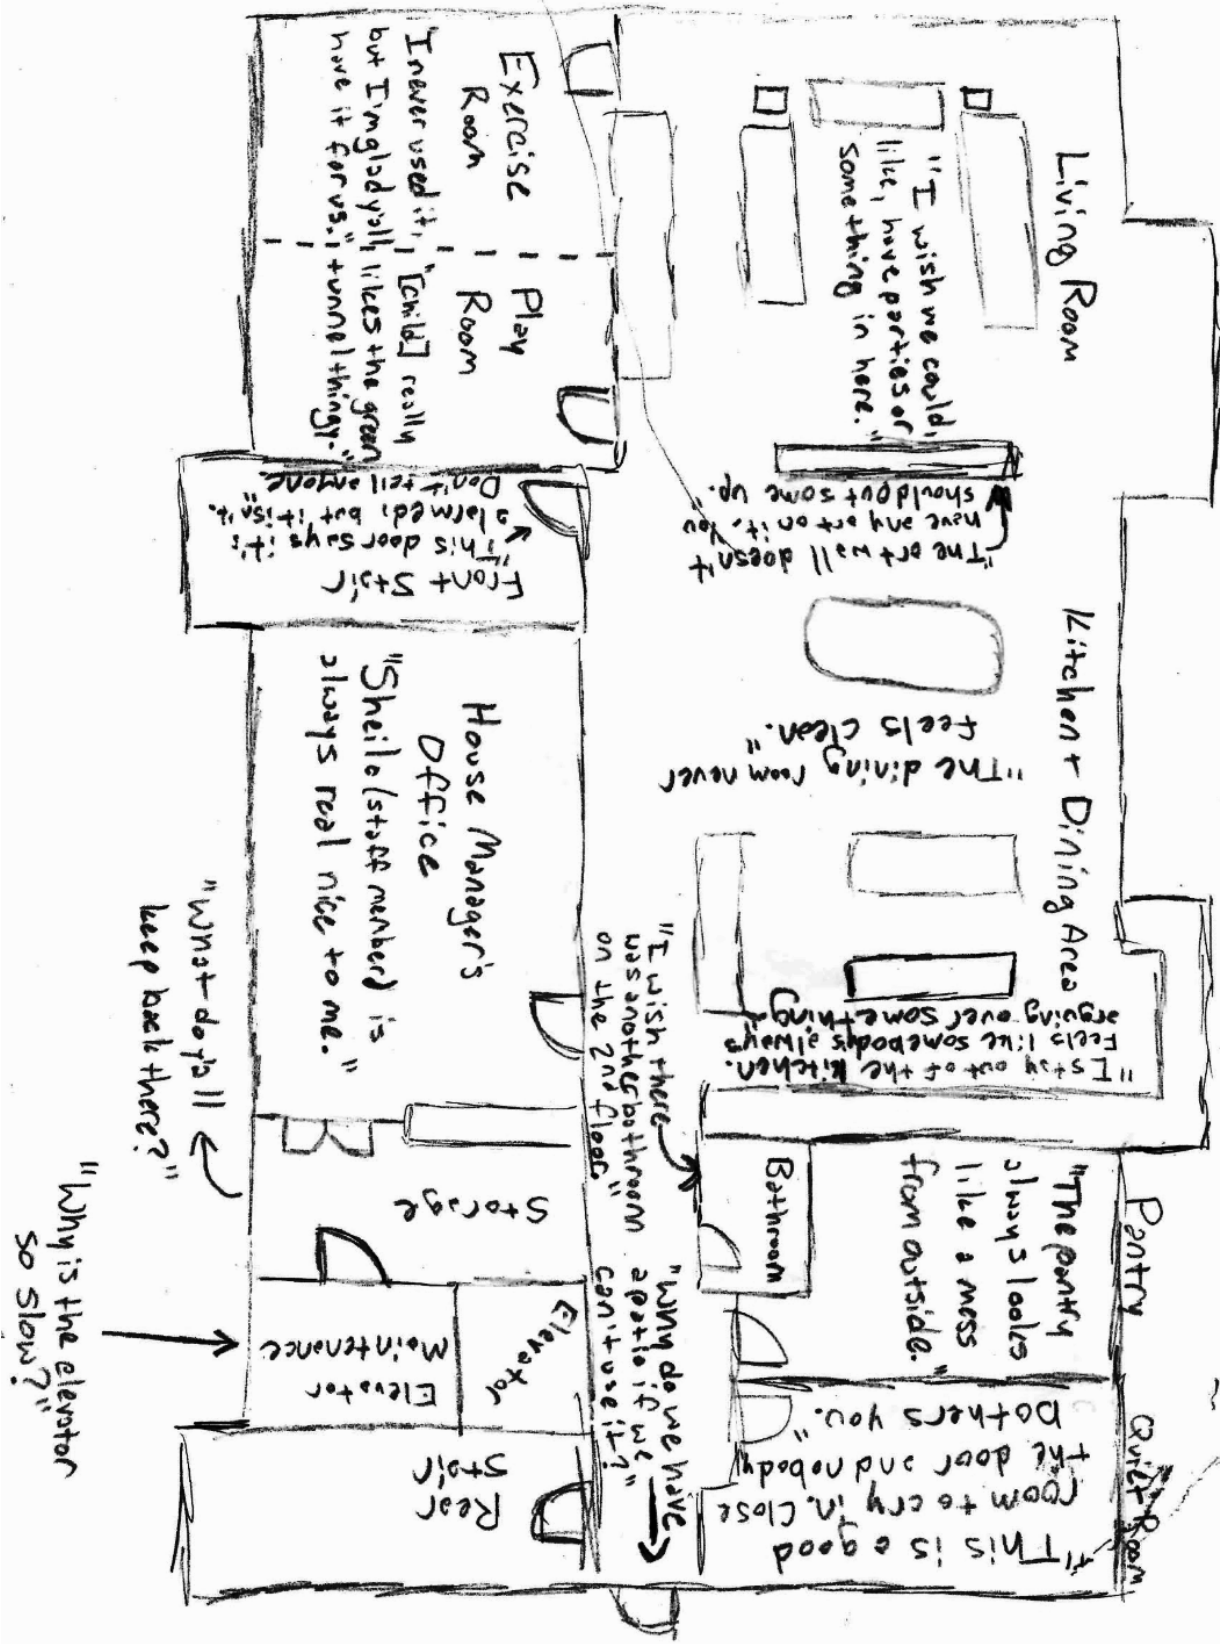 Exercise
Room
"I never used it,
but I'm glad y'all
have it for us."
Play
Room
"[child] really
likes the green
tunnel thingy."
Living Room
"I wish we could,
like, have parties or
something in here."
"The art wall doesn't
have any art on it. You
should put some up."
Front Stair
"This door says it's
alarmed, but it isn't.
Don't tell anyone."
Kitchen + Dining Area
"The dining room never
feels clean."
"I stay out of the kitchen.
Feels like somebody's always
arguing over something."
House Manager's
Office
"Sheila (staff member) is
always real nice to me."
"What do y'all
keep back there?"
Storage
"I wish there
was another bathroom
on the 2nd floor."
Bathroom
Pantry
"The pantry
always looks
like a mess
from outside."
"Why is the elevator
so slow?"
Elevator
Maintenance
Elevator
"Why do we have
a patio if we
can't use it?"
Rear
Stair
Quiet Room
"This is a good
room to cry in. Close
the door and nobody
bothers you."